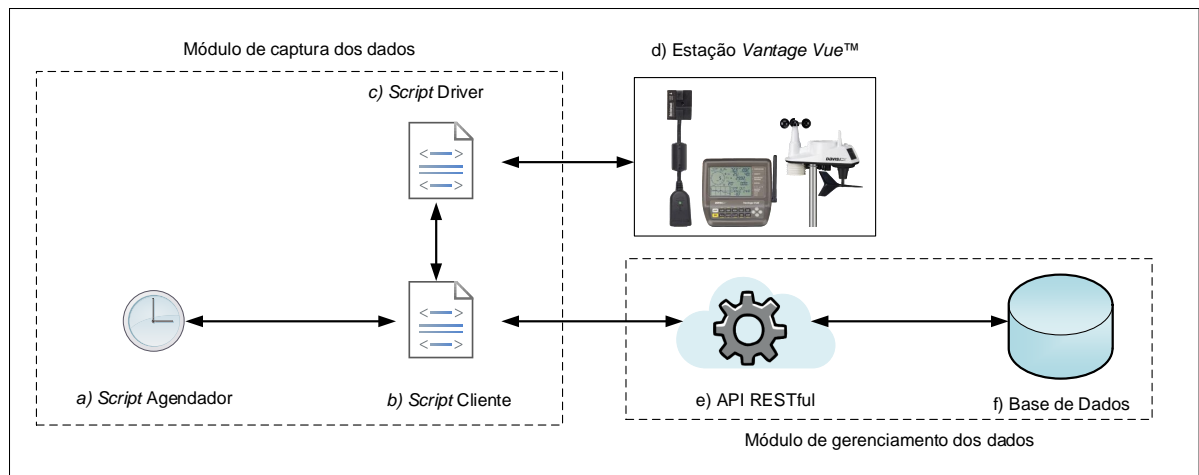 Módulo de captura dos dados
d) Estação Vantage Vue™
c) Script Driver
a) Script Agendador
b) Script Cliente
e) API RESTful
f) Base de Dados
Módulo de gerenciamento dos dados